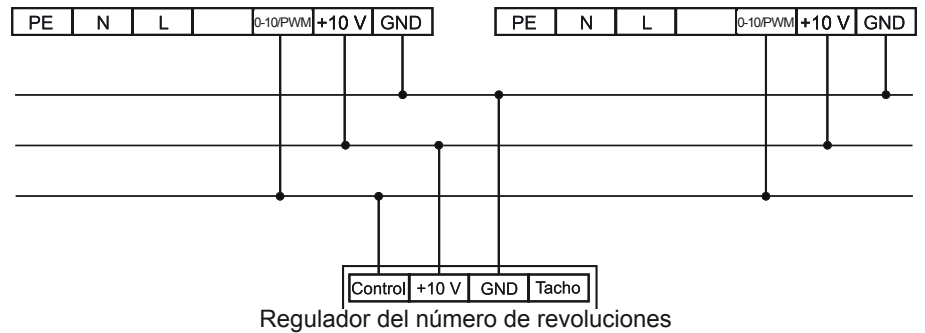 PE N L 0-10/PWM +10 V GND PE N L 0-10/PWM +10 V GND
Control +10 V GND Tacho
Regulador del número de revoluciones